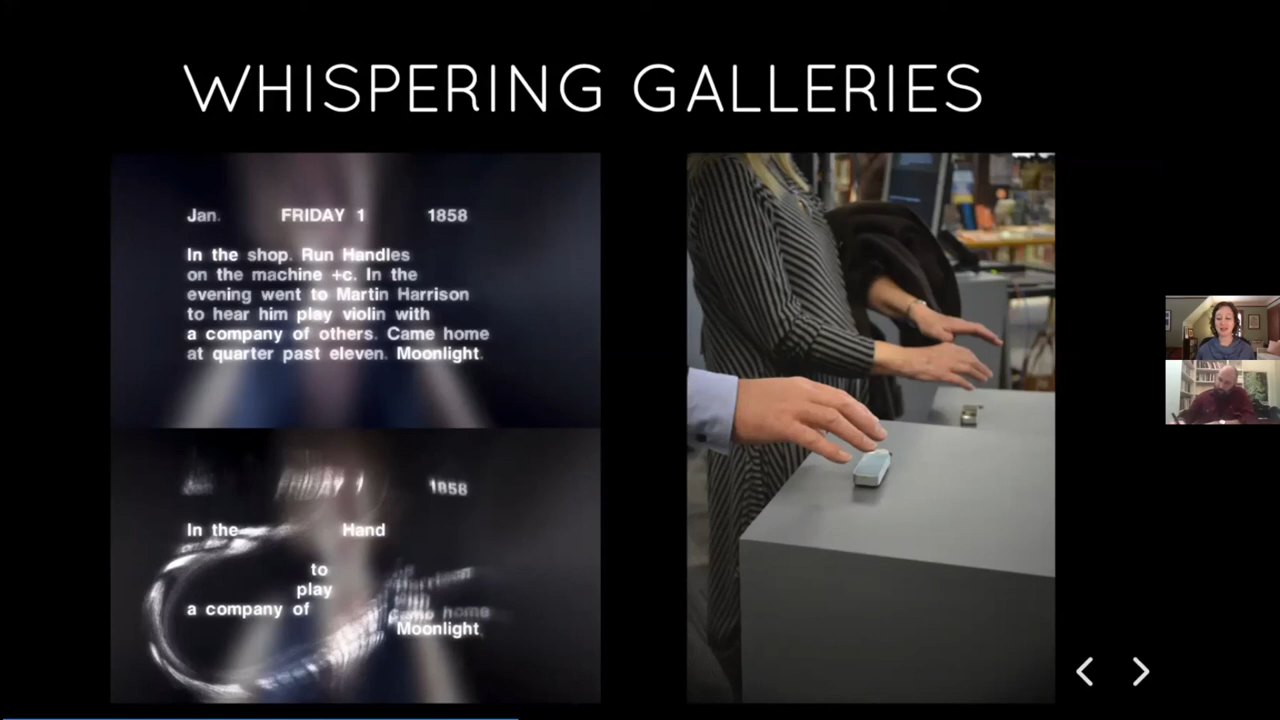 WHISPERING GALLERIES
Jan. FRIDAY 1 1858
In the shop. Run Handles
on the machine +c. In the
evening went to Martin Harrison
to hear him play violin with
a company of others. Came home
at quarter past eleven. Moonlight.
1858
In the Hand
to
play
a company of Came home
Moonlight